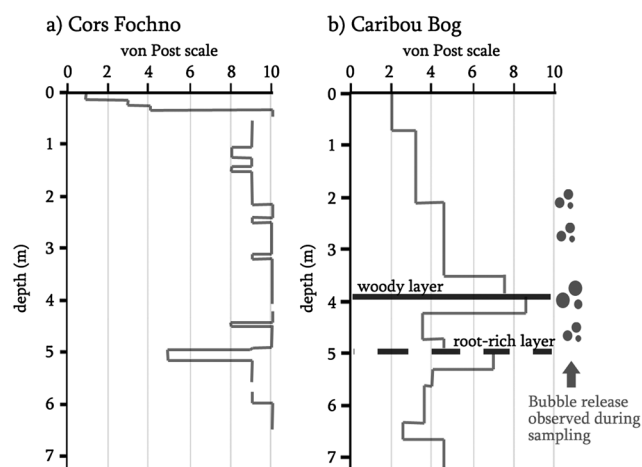 a) Cors Fochno
von Post scale
0 2 4 6 8 10
0
1
2
3
4
5
6
7
depth (m)
b) Caribou Bog
von Post scale
0 2 4 6 8 10
0
1
2
3
4
5
6
7
depth (m)
woody layer
root-rich layer
Bubble release
observed during
sampling